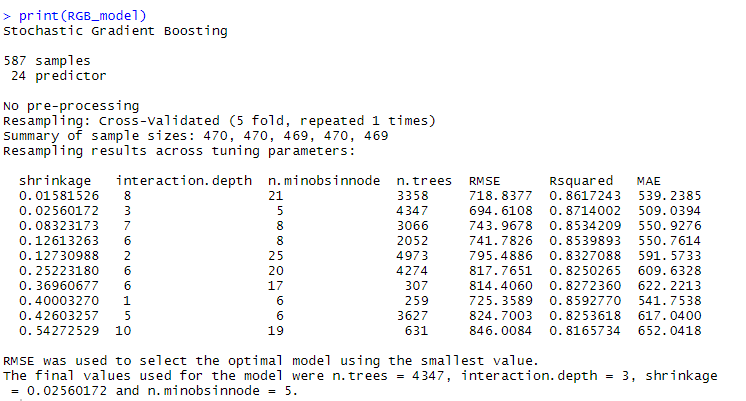 > print(RGB_model)
Stochastic Gradient Boosting
587 samples
24 predictor
No pre-processing
Resampling: Cross-Validated (5 fold, repeated 1 times)
Summary of sample sizes: 470, 470, 469, 470, 469
Resampling results across tuning parameters:
shrinkage interaction.depth n.minobsinnode n.trees RMSE Rsquared MAE
0.01581526 8 21 3358 718.8377 0.8617243 539.2385
0.02560172 3 5 4347 694.6108 0.8714002 509.0394
0.08323173 7 8 3066 743.9678 0.8534209 550.9276
0.12613263 6 8 2052 741.7826 0.8539893 550.7614
0.12730988 2 25 4973 795.4886 0.8327088 591.5733
0.25223180 6 20 4274 817.7651 0.8250265 609.6328
0.36960677 6 17 307 814.4060 0.8272360 622.2213
0.40003270 1 6 259 725.3589 0.8592770 541.7538
0.42603257 5 6 3627 824.7003 0.8253618 617.0400
0.54272529 10 19 631 846.0084 0.8165734 652.0418
RMSE was used to select the optimal model using the smallest value.
The final values used for the model were n.trees = 4347, interaction.depth = 3, shrinkage
= 0.02560172 and n.minobsinnode = 5.